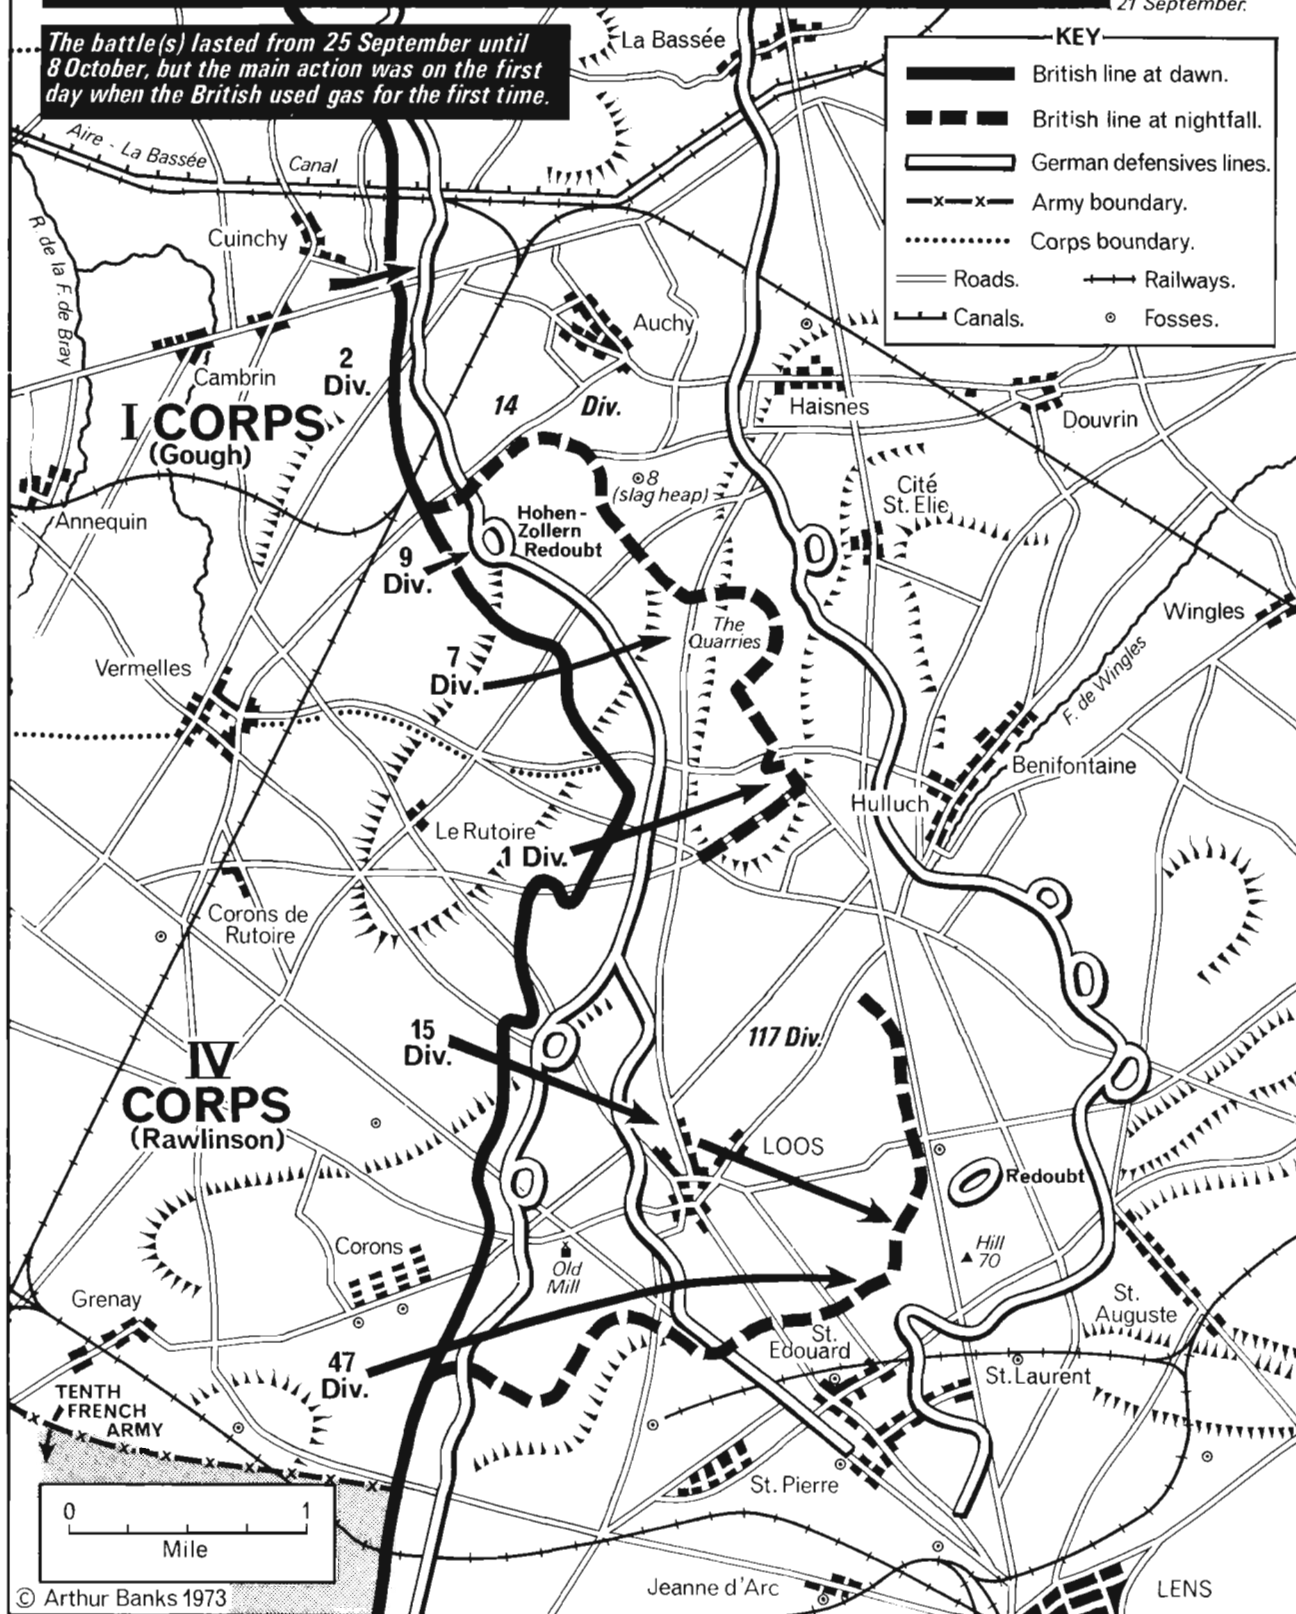 21 September.
The battle(s) lasted from 25 September until
8 October, but the main action was on the first
day when the British used gas for the first time.
KEY
British line at dawn.
British line at nightfall.
German defensives lines.
Army boundary.
Corps boundary.
Roads.
Railways.
Canals.
Fosses.
La Bassée
Aire - La Bassée
Canal
R. de la F. de Bray
Cuinchy
Auchy
Cambrin
2
Div.
14 Div.
Haisnes
Douvrin
I CORPS
(Gough)
8
(slag heap)
Cité
St. Elie
Annequin
Hohen-
Zollern
Redoubt
9
Div.
The
Quarries
Wingles
7
Div.
Vermelles
F. de Wingles
Benifontaine
Hulluch
Le Rutoire
1 Div.
Corons de
Rutoire
15
Div.
117 Div.
IV
CORPS
(Rawlinson)
LOOS
Redoubt
Hill
70
Corons
Old
Mill
Grenay
St.
Auguste
St.
Edouard
47
Div.
St. Laurent
TENTH
FRENCH
ARMY
St. Pierre
0 1
Mile
Jeanne d'Arc
LENS
© Arthur Banks 1973